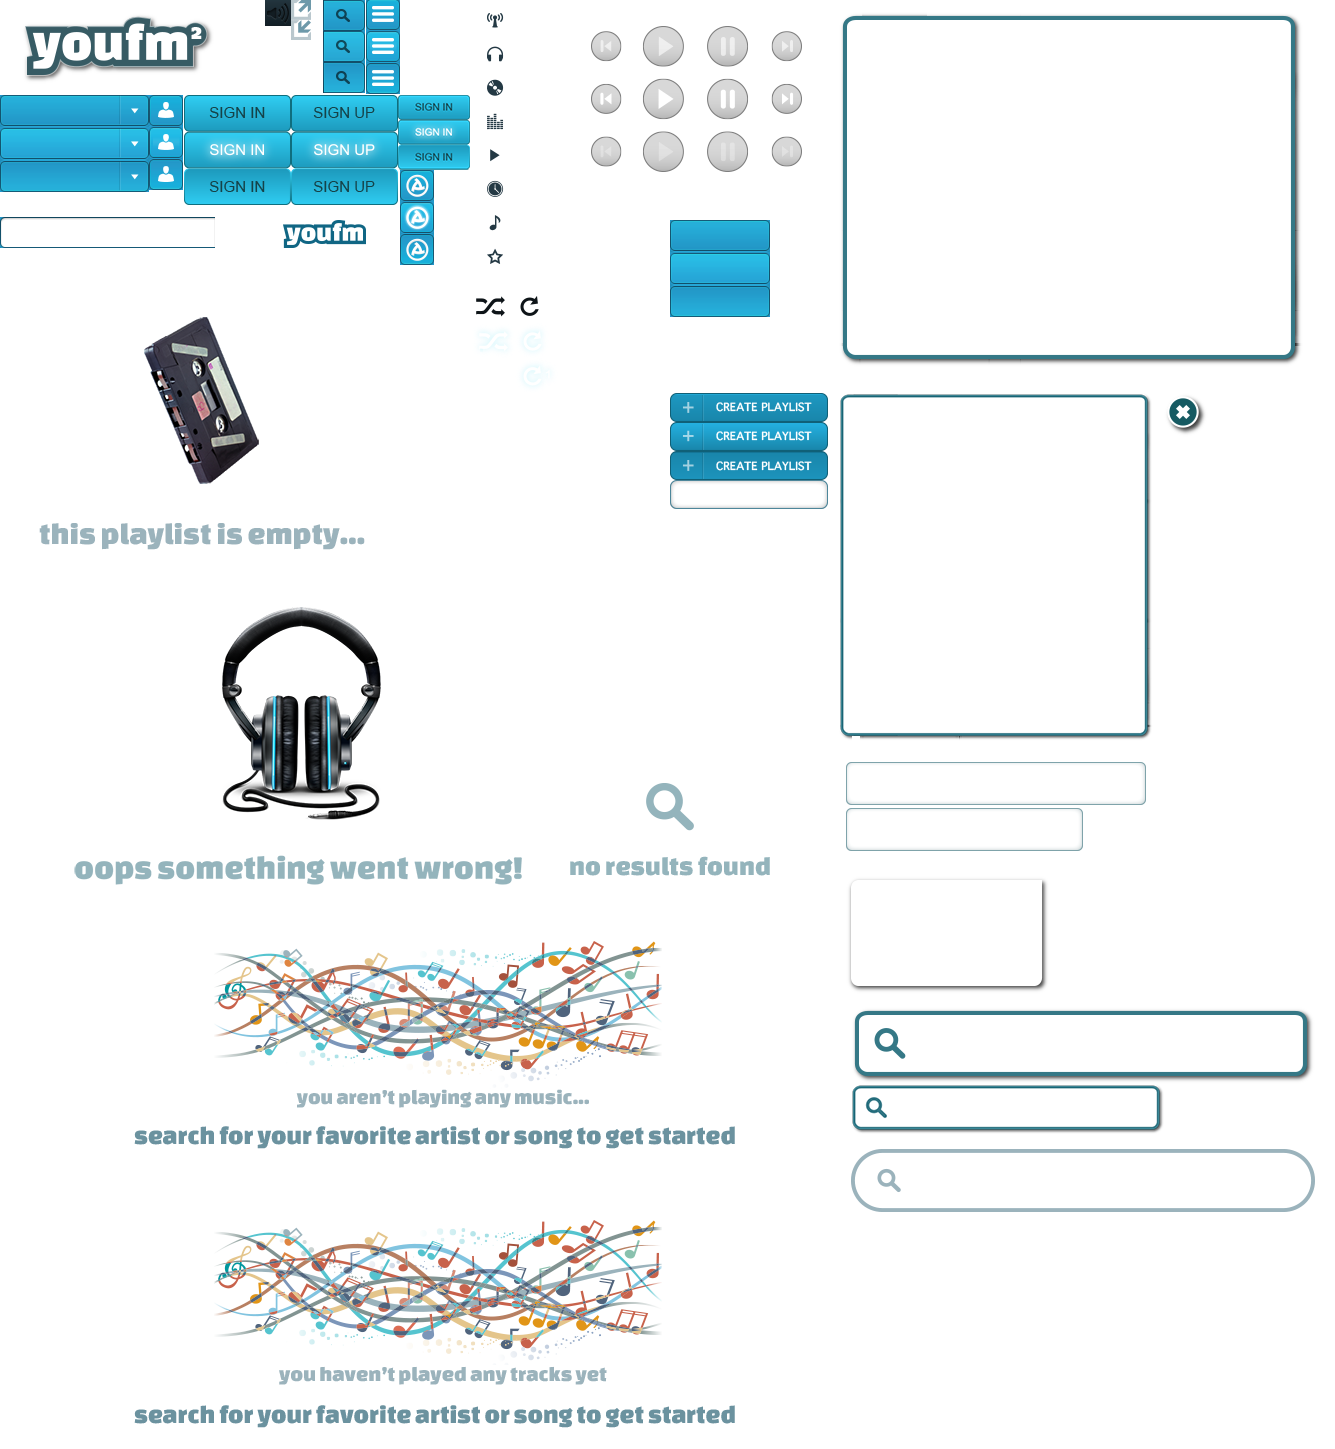 youfm²
SIGN IN
SIGN UP
SIGN IN
SIGN IN
SIGN UP
SIGN IN
SIGN IN
SIGN UP
SIGN IN
youfm
CREATE PLAYLIST
CREATE PLAYLIST
CREATE PLAYLIST
this playlist is empty...
oops something went wrong!
no results found
you aren't playing any music...
search for your favorite artist or song to get started
you haven't played any tracks yet
search for your favorite artist or song to get started